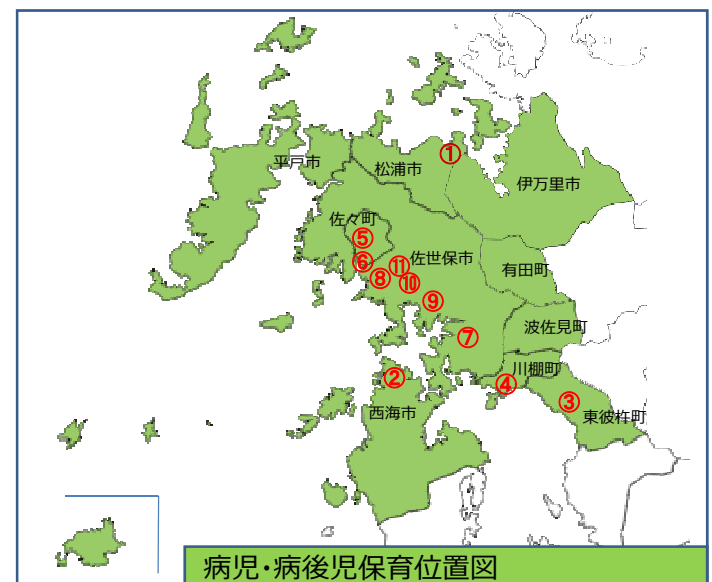 ①
平戸市
松浦市
伊万里市
佐々町
⑤
佐世保市
⑥
⑪
有田町
⑧
⑩
⑨
波佐見町
⑦
川棚町
②
④
③
西海市
東彼杵町
病児・病後児保育位置図